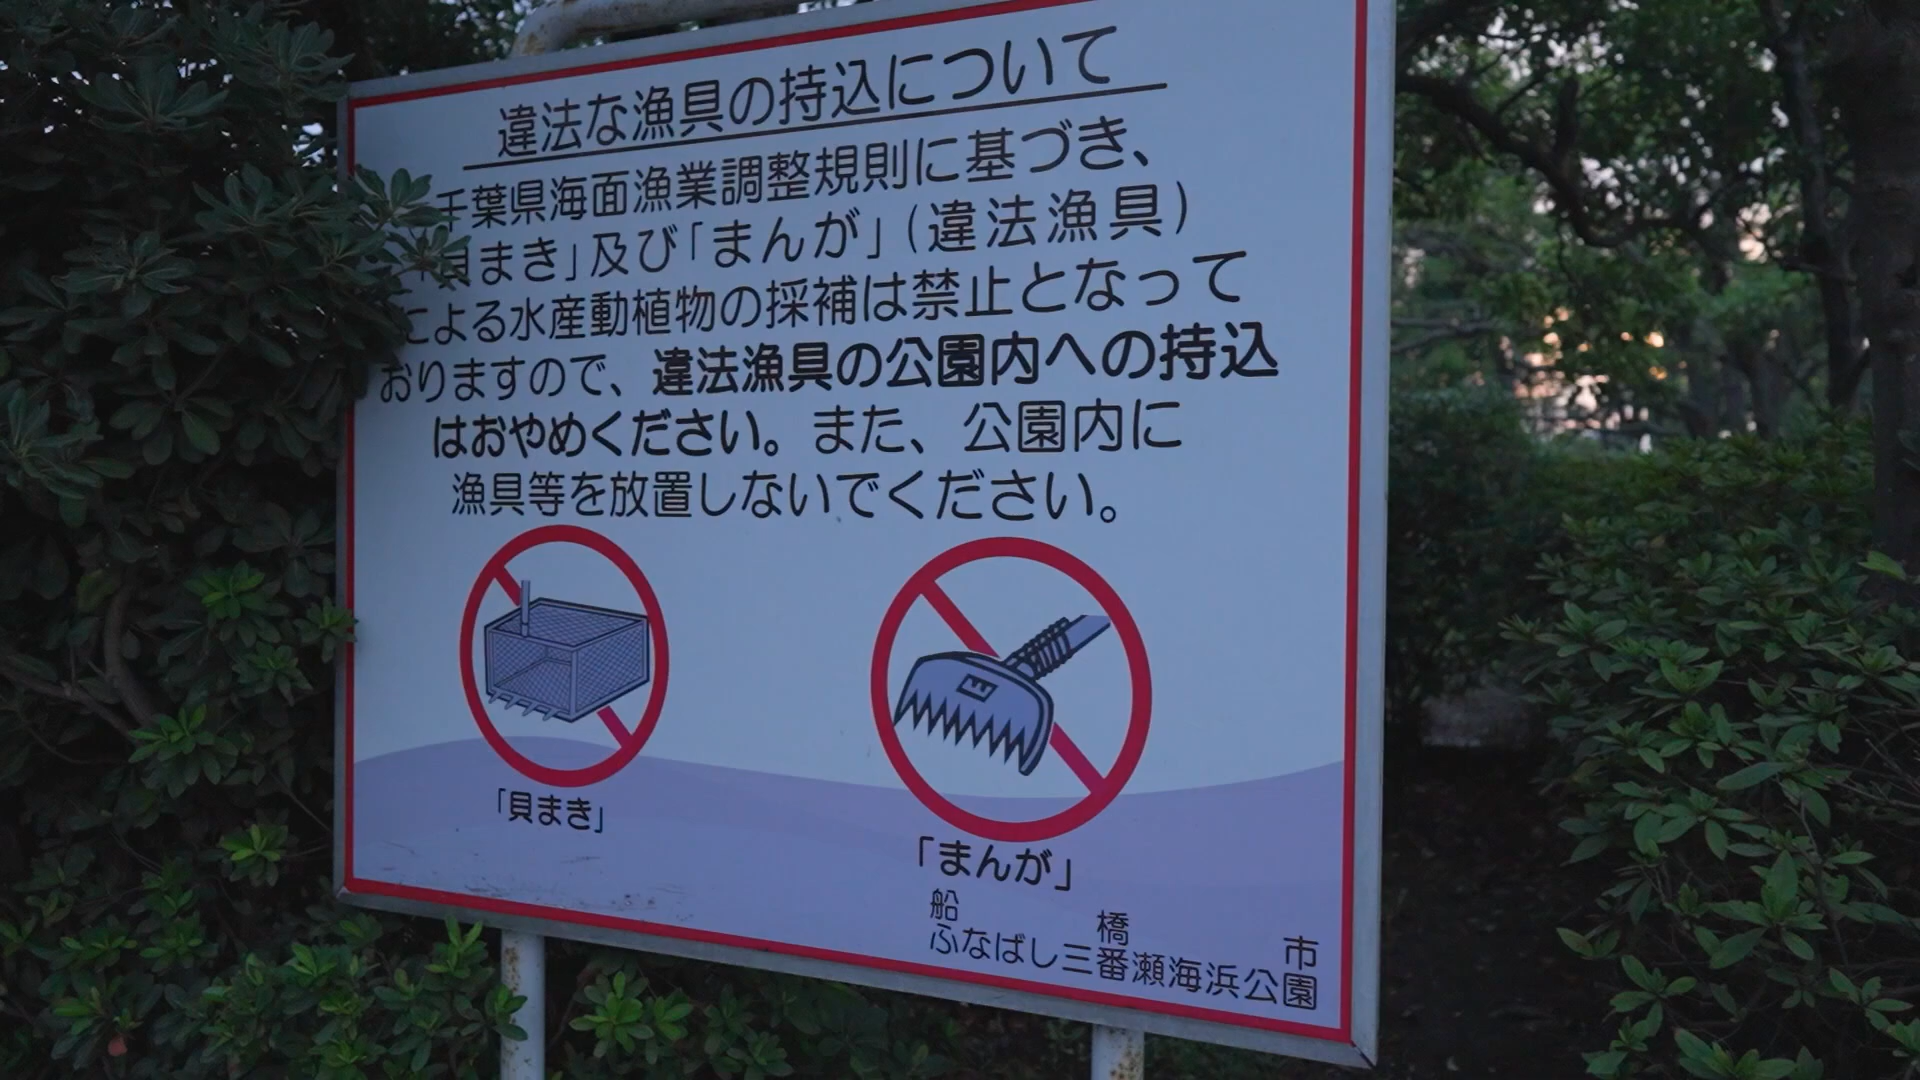 違法な漁具の持込について
千葉県海面漁業調整規則に基づき、
「貝まき」及び「まんが」(違法漁具)
による水産動植物の採補は禁止となって
おりますので、違法漁具の公園内への持込
はおやめください。また、公園内に
漁具等を放置しないでください。
「貝まき」
「まんが」
船橋市
ふなばし三番瀬海浜公園